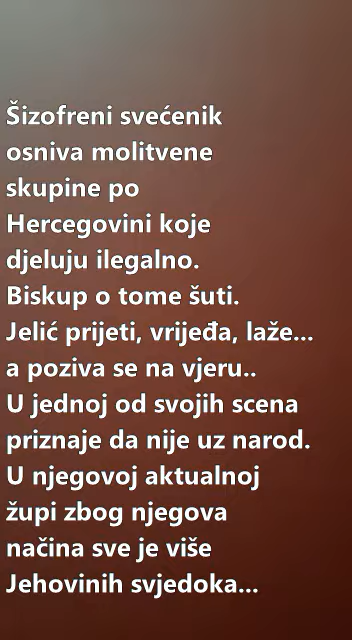 Šizofreni svećenik
osniva molitvene
skupine po
Hercegovini koje
djeluju ilegalno.
Biskup o tome šuti.
Jelić prijeti, vrijeđa, laže...
a poziva se na vjeru..
U jednoj od svojih scena
priznaje da nije uz narod.
U njegovoj aktualnoj
župi zbog njegova
načina sve je više
Jehovinih svjedoka...